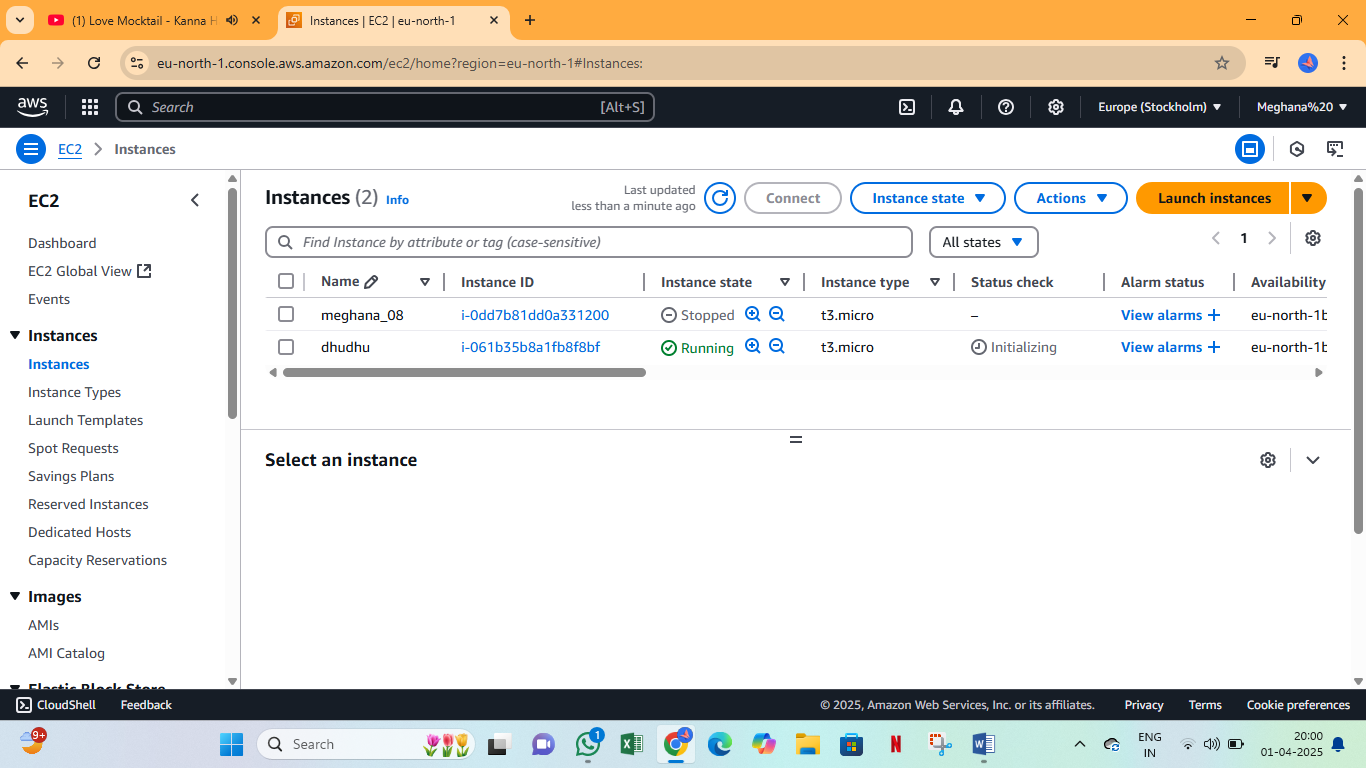 (1) Love Mocktail - Kanna H
Instances | EC2 | eu-north-1
eu-north-1.console.aws.amazon.com/ec2/home?region=eu-north-1#Instances:
aws
Search
[Alt+S]
Europe (Stockholm)
Meghana%20
EC2
Instances
EC2
Dashboard
EC2 Global View
Events
Instances
Instances
Instance Types
Launch Templates
Spot Requests
Savings Plans
Reserved Instances
Dedicated Hosts
Capacity Reservations
Images
AMIs
AMI Catalog
Elastic Block Store
Instances (2) Info
Last updated
less than a minute ago
Connect
Instance state
Actions
Launch instances
Find Instance by attribute or tag (case-sensitive)
All states
1
Name Instance ID Instance state Instance type Status check Alarm status Availability
meghana_08 i-0dd7b81dd0a331200 Stopped t3.micro – View alarms + eu-north-1b
dhudhu i-061b35b8a1fb8f8bf Running t3.micro Initializing View alarms + eu-north-1b
Select an instance
CloudShell Feedback
© 2025, Amazon Web Services, Inc. or its affiliates. Privacy Terms Cookie preferences
9+
Search
1
ENG
IN
20:00
01-04-2025